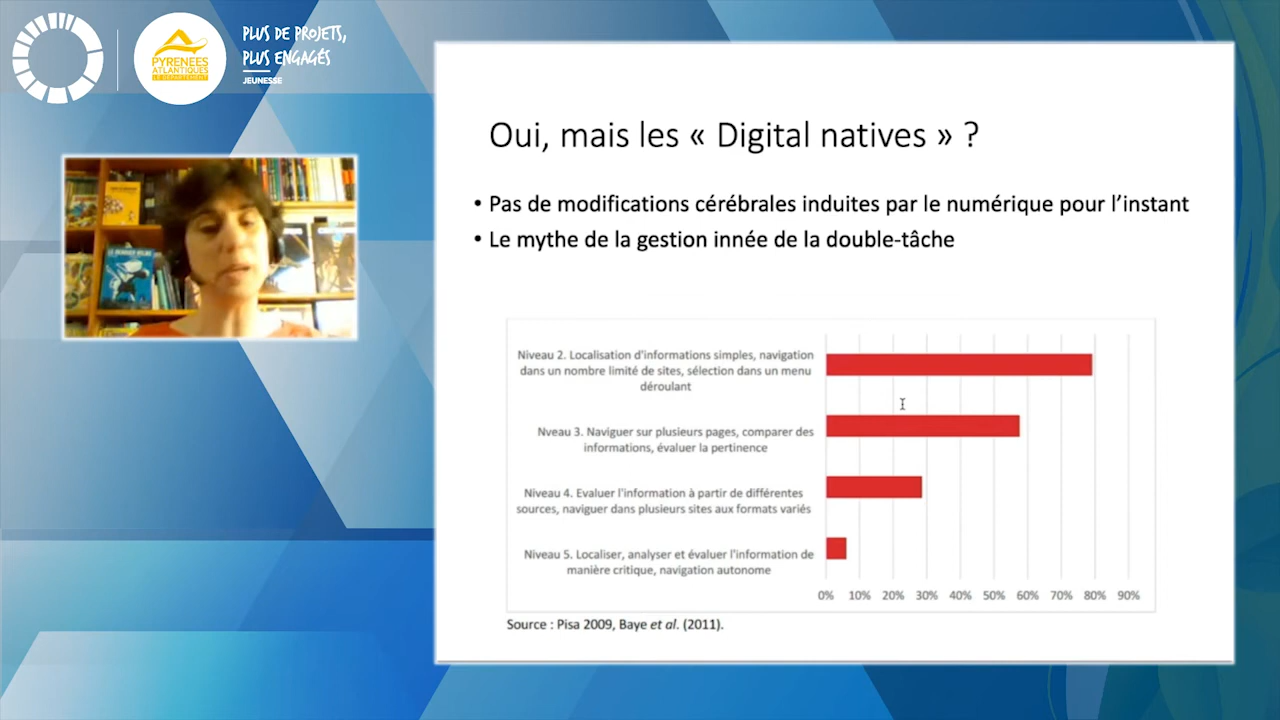 PLUS DE PROJETS,
PLUS ENGAGÉS
JEUNESSE
PYRENEES
ATLANTIQUES
LE DEPARTEMENT
Oui, mais les « Digital natives » ?
• Pas de modifications cérébrales induites par le numérique pour l'instant
• Le mythe de la gestion innée de la double-tâche
Niveau 2. Localisation d'informations simples, navigation
dans un nombre limité de sites, sélection dans un menu
déroulant
Nveau 3. Naviguer sur plusieurs pages, comparer des
informations, évaluer la pertinence
Niveau 4. Evaluer l'information à partir de différentes
sources, naviguer dans plusieurs sites aux formats variés
Niveau 5. Localiser, analyser et évaluer l'information de
manière critique, navigation autonome
0% 10% 20% 30% 40% 50% 60% 70% 80% 90%
Source : Pisa 2009, Baye et al. (2011).